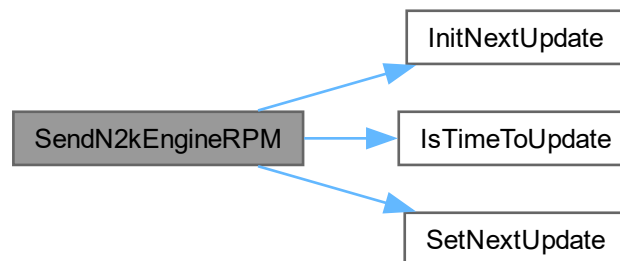 InitNextUpdate
SendN2kEngineRPM
IsTimeToUpdate
SetNextUpdate